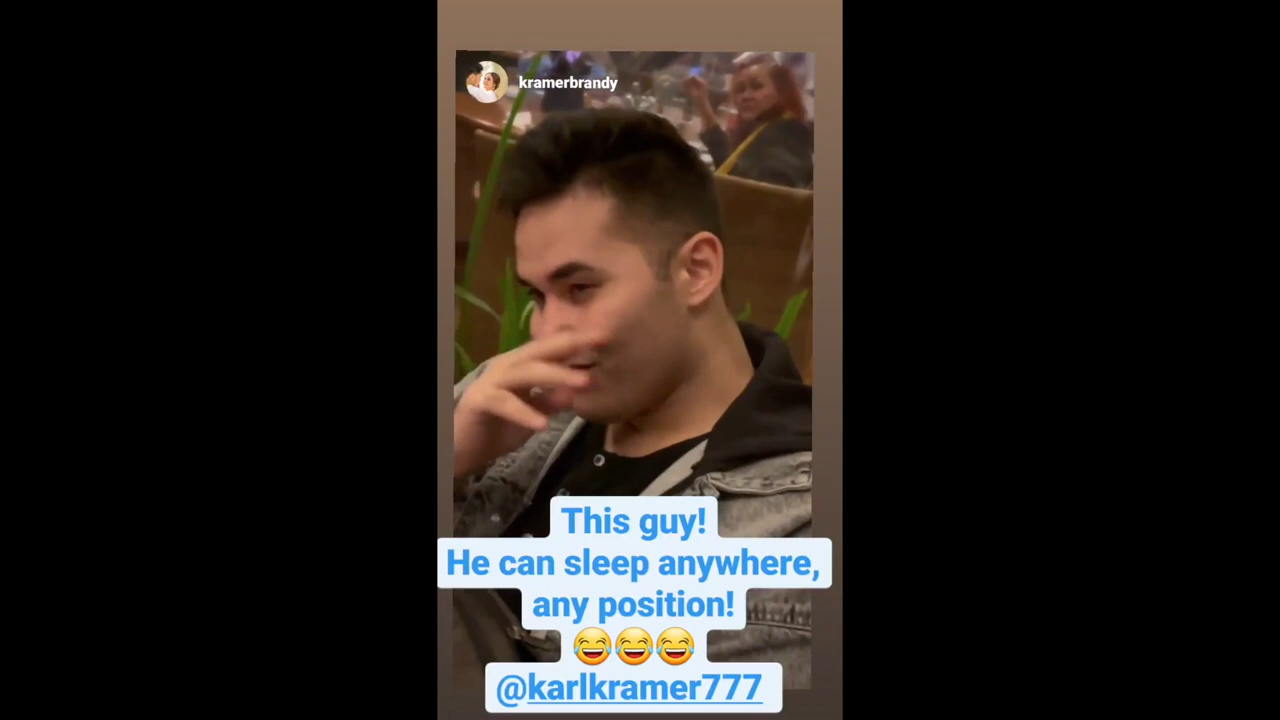 kramerbrandy
This guy!
He can sleep anywhere,
any position!
😂😂😂
@karlkramer777